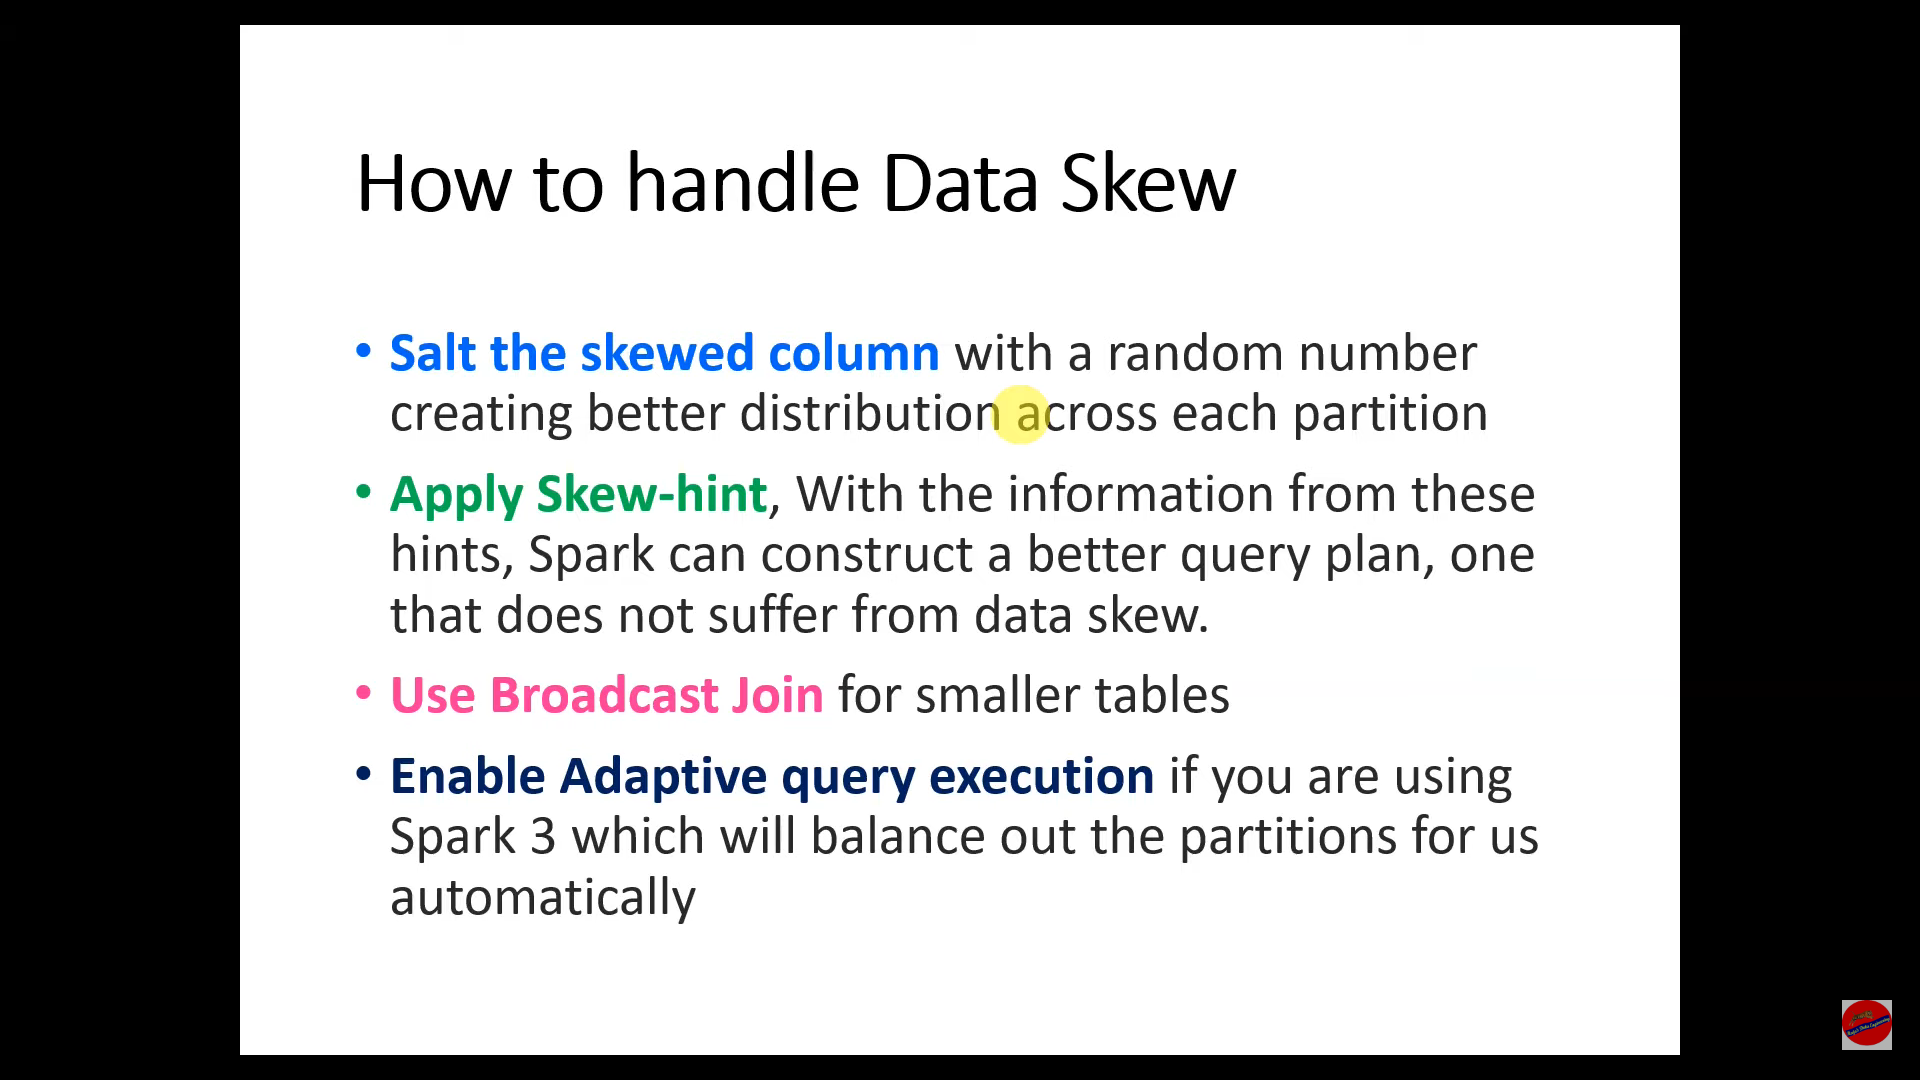 How to handle Data Skew
• Salt the skewed column with a random number
creating better distribution across each partition
• Apply Skew-hint, With the information from these
hints, Spark can construct a better query plan, one
that does not suffer from data skew.
• Use Broadcast Join for smaller tables
• Enable Adaptive query execution if you are using
Spark 3 which will balance out the partitions for us
automatically